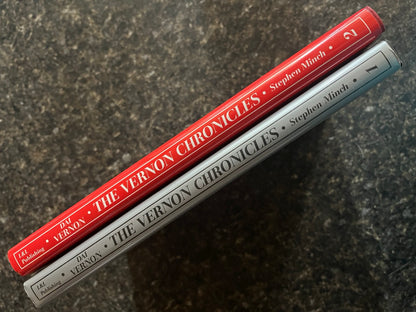 L&L Publishing • DAI VERNON • THE VERNON CHRONICLES • Stephen Minch • 2
L&L Publishing • DAI VERNON • THE VERNON CHRONICLES • Stephen Minch • 1